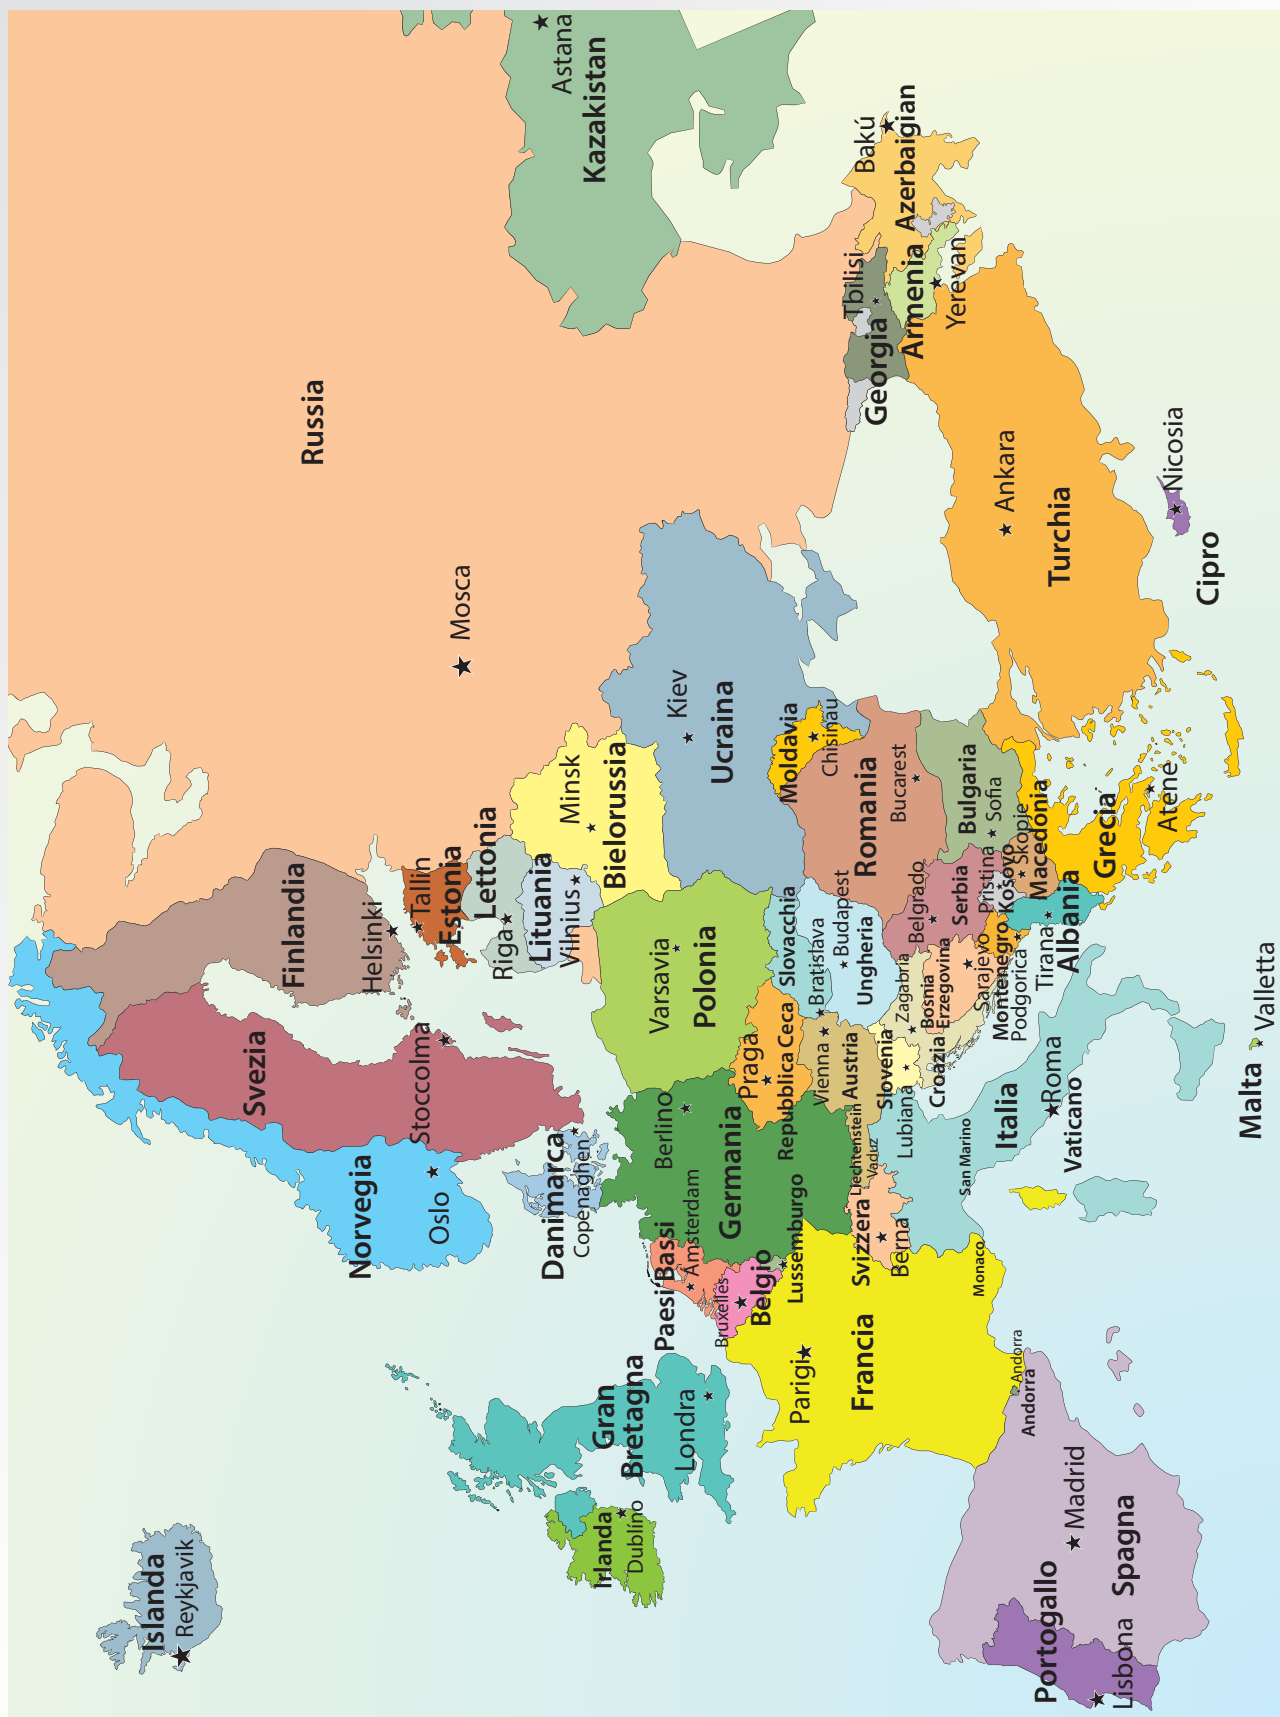 Islanda
Reykjavik
Norvegia
Oslo
Svezia
Stoccolma
Finlandia
Helsinki
Russia
Mosca
Estonia
Tallin
Lettonia
Riga
Lituania
Vilnius
Bielorussia
Minsk
Kazakistan
Astana
Danimarca
Copenaghen
Irlanda
Dublino
Gran
Bretagna
Londra
Paesi Bassi
Amsterdam
Bruxelles
Belgio
Lussemburgo
Germania
Berlino
Polonia
Varsavia
Praga
Repubblica Ceca
Slovacchia
Bratislava
Ucraina
Kiev
Moldavia
Chisinau
Francia
Parigi
Svizzera
Berna
Liechtenstein
Vaduz
Austria
Vienna
Ungheria
Budapest
Romania
Bucarest
Slovenia
Lubiana
Croazia
Zagabria
Bosnia
Erzegovina
Sarajevo
Serbia
Belgrado
Montenegro
Podgorica
Kosovo
Pristina
Bulgaria
Sofia
Macedonia
Skopje
Albania
Tirana
Grecia
Atene
Italia
Roma
Vaticano
San Marino
Monaco
Andorra
Andorra
Spagna
Madrid
Portogallo
Lisbona
Malta
Valletta
Turchia
Ankara
Cipro
Nicosia
Georgia
Tbilisi
Armenia
Yerevan
Azerbaigian
Bakú